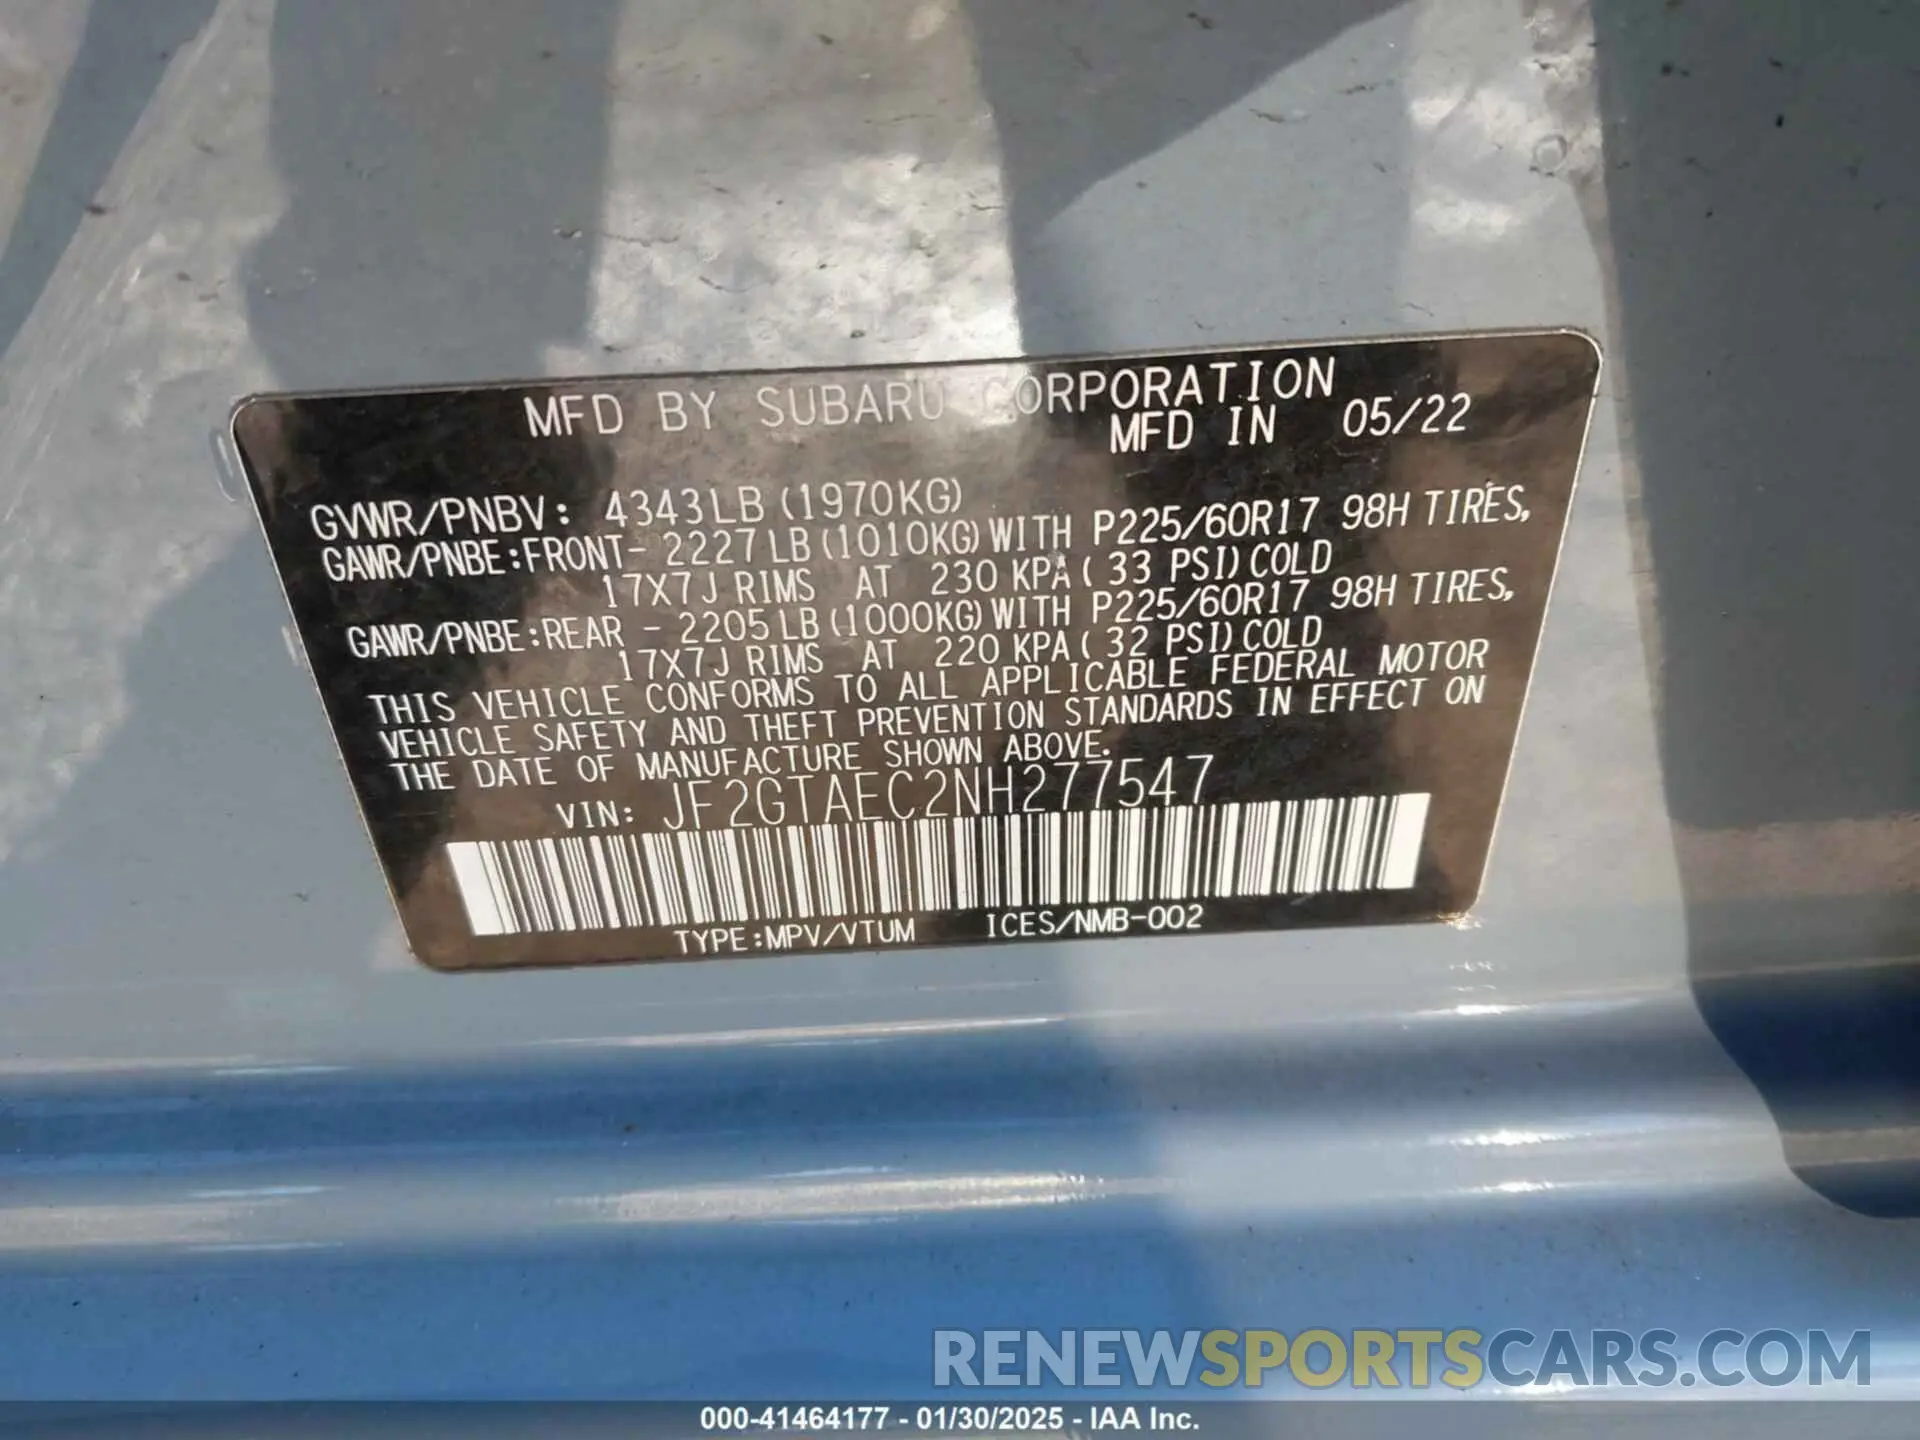 MFD BY SUBARU CORPORATION
MFD IN 05/22
GVWR/PNBV: 4343LB (1970KG)
GAWR/PNBE:FRONT- 2227 LB (1010KG) WITH P225/60R17 98H TIRES,
17X7J RIMS AT 230 KPA ( 33 PSI) COLD
GAWR/PNBE:REAR - 2205 LB (1000KG) WITH P225/60R17 98H TIRES,
17X7J RIMS AT 220 KPA ( 32 PSI) COLD
THIS VEHICLE CONFORMS TO ALL APPLICABLE FEDERAL MOTOR
VEHICLE SAFETY AND THEFT PREVENTION STANDARDS IN EFFECT ON
THE DATE OF MANUFACTURE SHOWN ABOVE.
VIN: JF2GTAEC2NH277547
TYPE:MPV/VTUM ICES/NMB-002
RENEWSPORTSCARS.COM
000-41464177 - 01/30/2025 - IAA Inc.